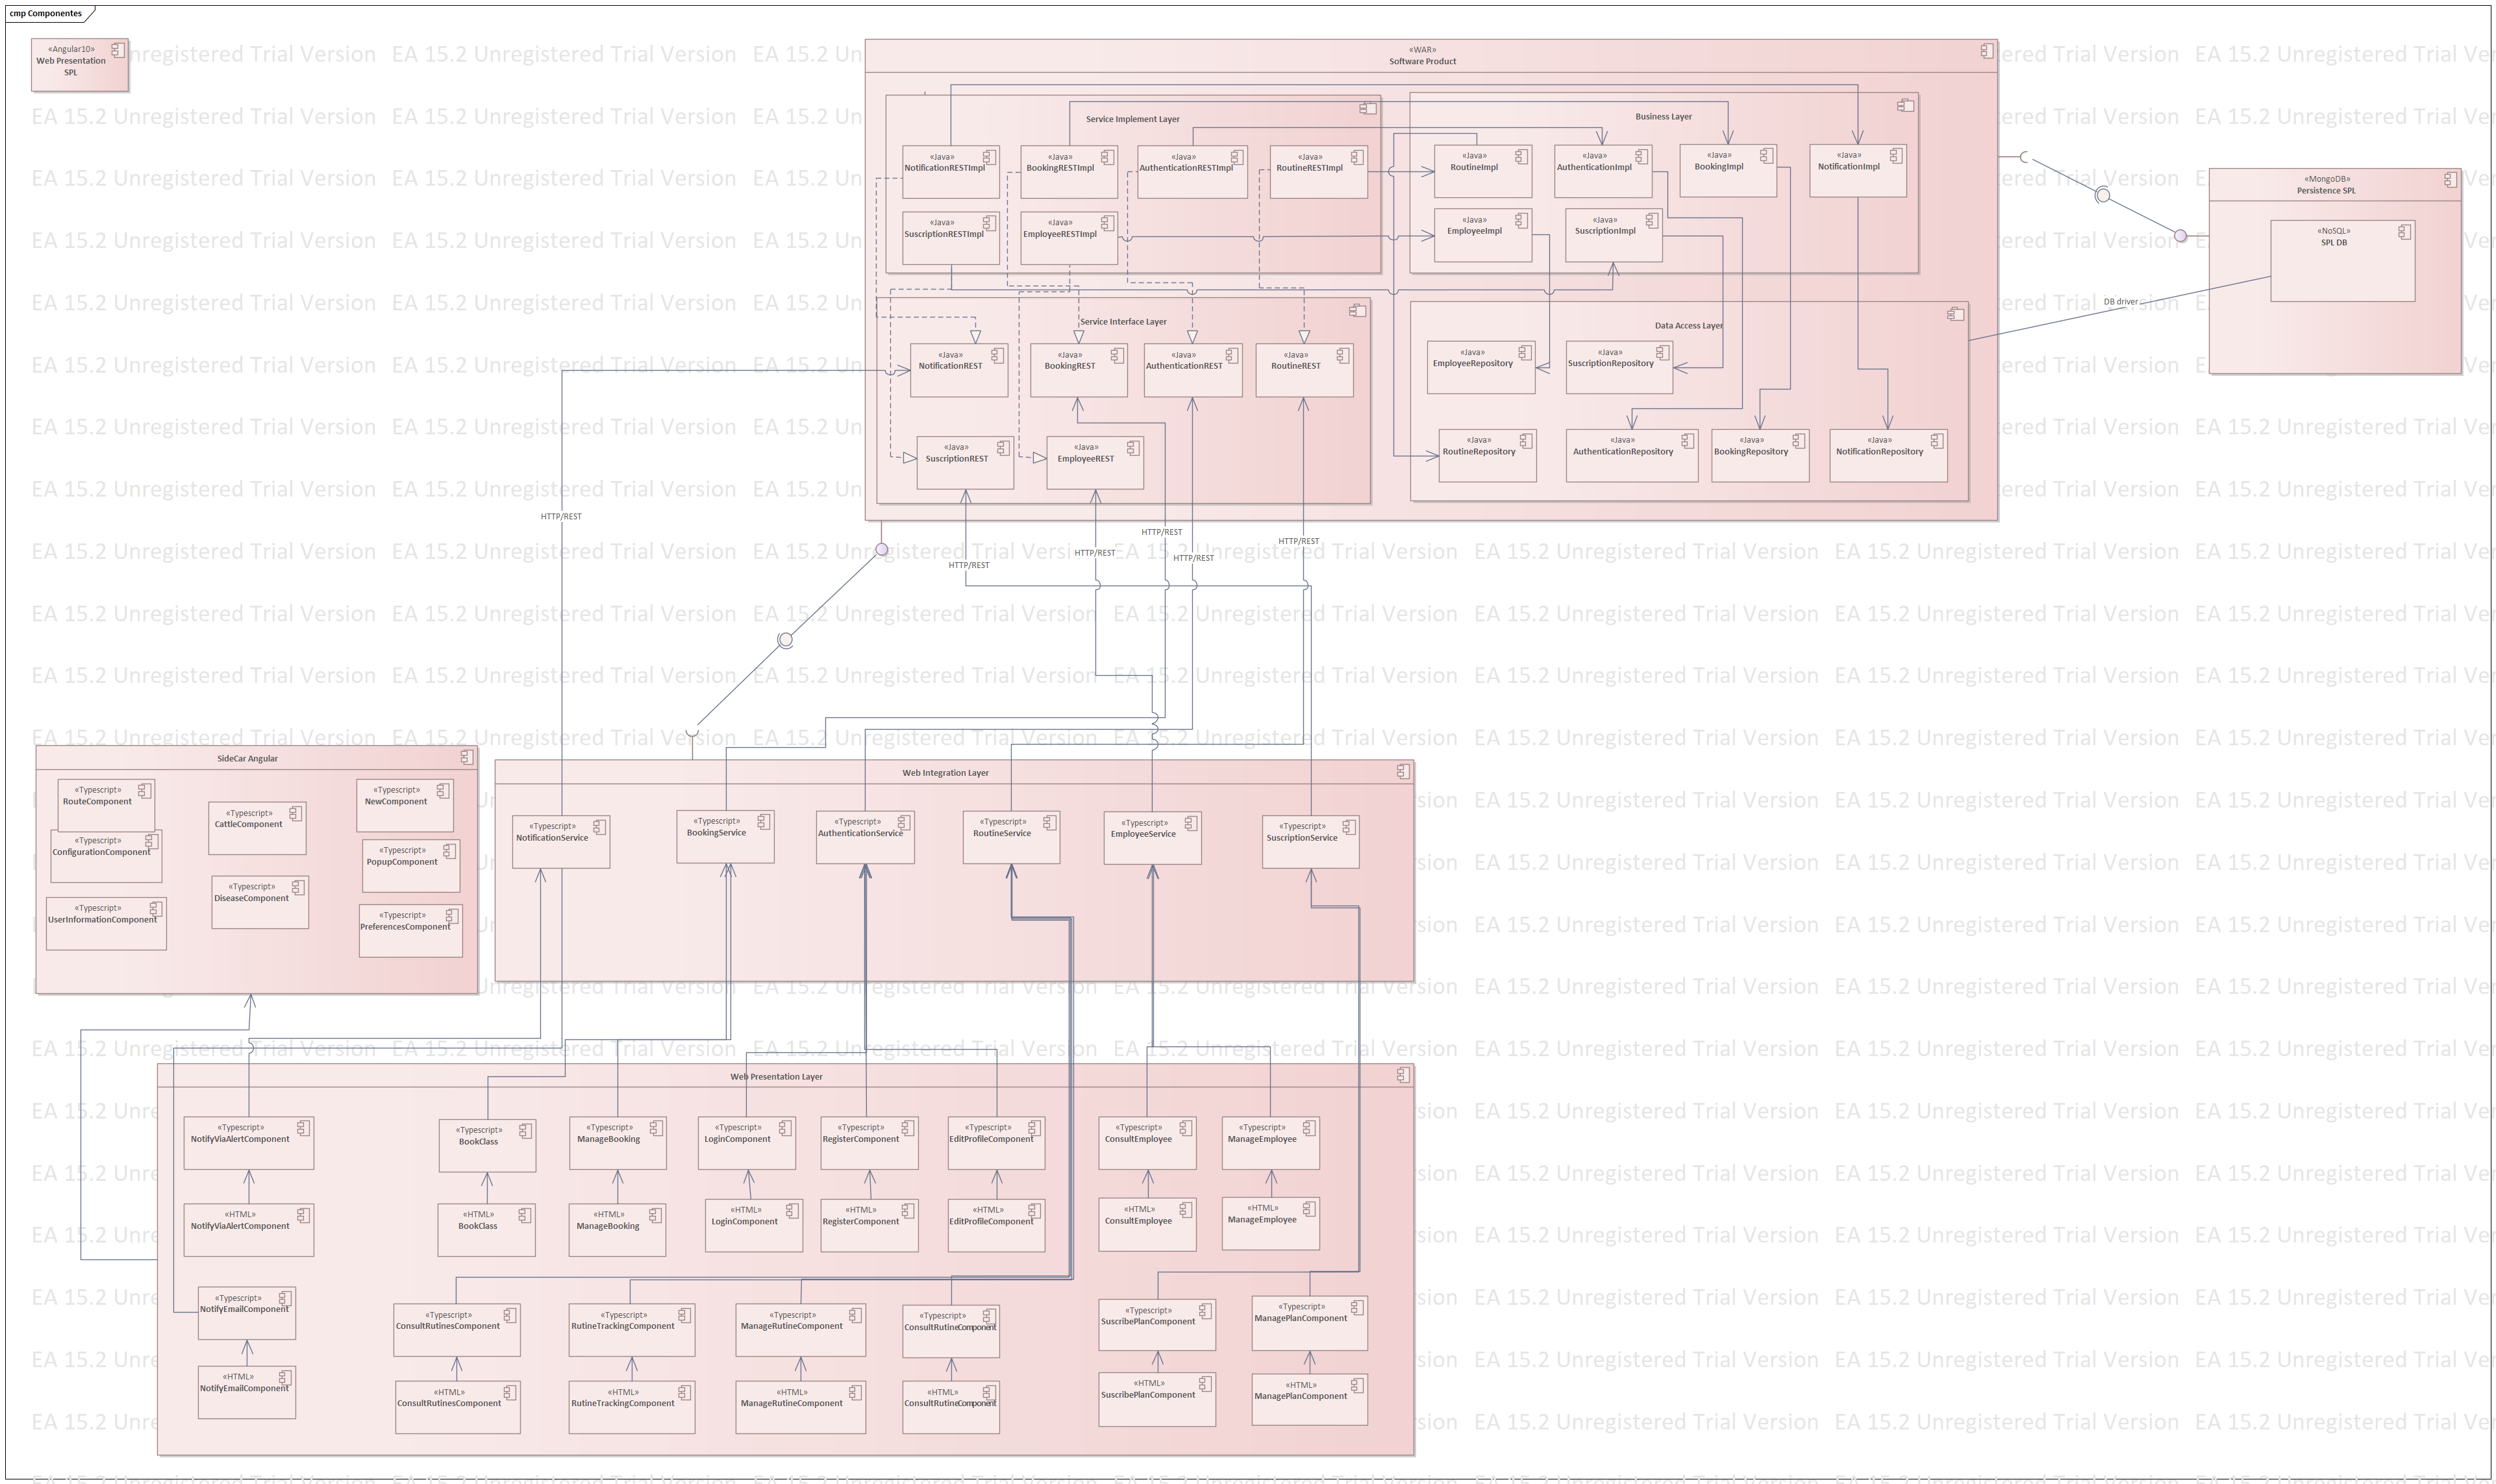 cmp Componentes
«Angular10»
Web Presentation
SPL
«WAR»
Software Product
Service Implement Layer
«Java»
NotificationRESTImpl
«Java»
BookingRESTImpl
«Java»
AuthenticationRESTImpl
«Java»
RoutineRESTImpl
«Java»
SuscriptionRESTImpl
«Java»
EmployeeRESTImpl
Business Layer
«Java»
RoutineImpl
«Java»
AuthenticationImpl
«Java»
BookingImpl
«Java»
NotificationImpl
«Java»
EmployeeImpl
«Java»
SuscriptionImpl
Service Interface Layer
«Java»
NotificationREST
«Java»
BookingREST
«Java»
AuthenticationREST
«Java»
RoutineREST
«Java»
SuscriptionREST
«Java»
EmployeeREST
Data Access Layer
«Java»
EmployeeRepository
«Java»
SuscriptionRepository
«Java»
RoutineRepository
«Java»
AuthenticationRepository
«Java»
BookingRepository
«Java»
NotificationRepository
«MongoDB»
Persistence SPL
«NoSQL»
SPL DB
DB driver
HTTP/REST
HTTP/REST
HTTP/REST
HTTP/REST
HTTP/REST
HTTP/REST
SideCar Angular
«Typescript»
RouteComponent
«Typescript»
CattleComponent
«Typescript»
NewComponent
«Typescript»
ConfigurationComponent
«Typescript»
PopupComponent
«Typescript»
DiseaseComponent
«Typescript»
UserInformationComponent
«Typescript»
PreferencesComponent
Web Integration Layer
«Typescript»
NotificationService
«Typescript»
BookingService
«Typescript»
AuthenticationService
«Typescript»
RoutineService
«Typescript»
EmployeeService
«Typescript»
SuscriptionService
Web Presentation Layer
«Typescript»
NotifyViaAlertComponent
«Typescript»
BookClass
«Typescript»
ManageBooking
«Typescript»
LoginComponent
«Typescript»
RegisterComponent
«Typescript»
EditProfileComponent
«Typescript»
ConsultEmployee
«Typescript»
ManageEmployee
«HTML»
NotifyViaAlertComponent
«HTML»
BookClass
«HTML»
ManageBooking
«HTML»
LoginComponent
«HTML»
RegisterComponent
«HTML»
EditProfileComponent
«HTML»
ConsultEmployee
«HTML»
ManageEmployee
«Typescript»
NotifyEmailComponent
«Typescript»
ConsultRutinesComponent
«Typescript»
RutineTrackingComponent
«Typescript»
ManageRutineComponent
«Typescript»
ConsultRutineComponent
«Typescript»
SuscribePlanComponent
«Typescript»
ManagePlanComponent
«HTML»
NotifyEmailComponent
«HTML»
ConsultRutinesComponent
«HTML»
RutineTrackingComponent
«HTML»
ManageRutineComponent
«HTML»
ConsultRutineComponent
«HTML»
SuscribePlanComponent
«HTML»
ManagePlanComponent
EA 15.2 Unregistered Trial Version